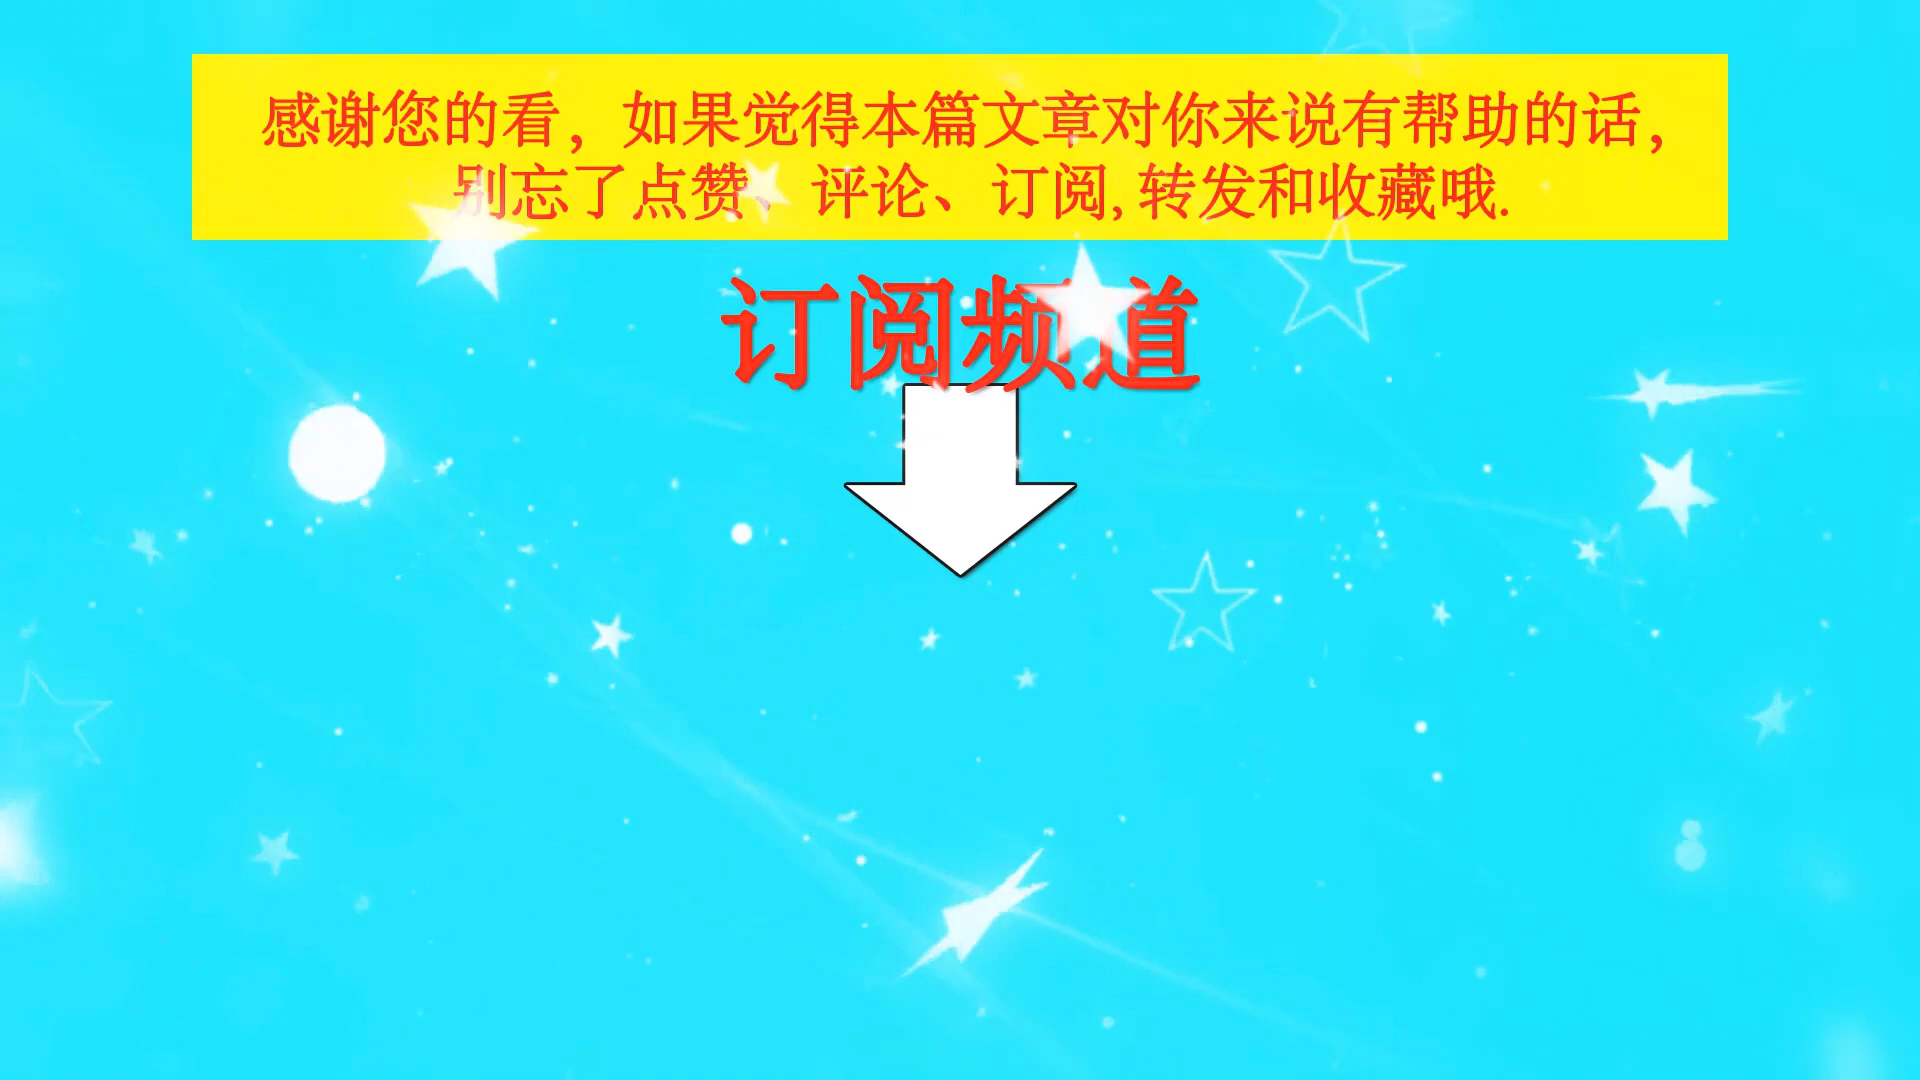 感谢您的看，如果觉得本篇文章对你来说有帮助的话，
别忘了点赞、评论、订阅,转发和收藏哦.
订阅频道